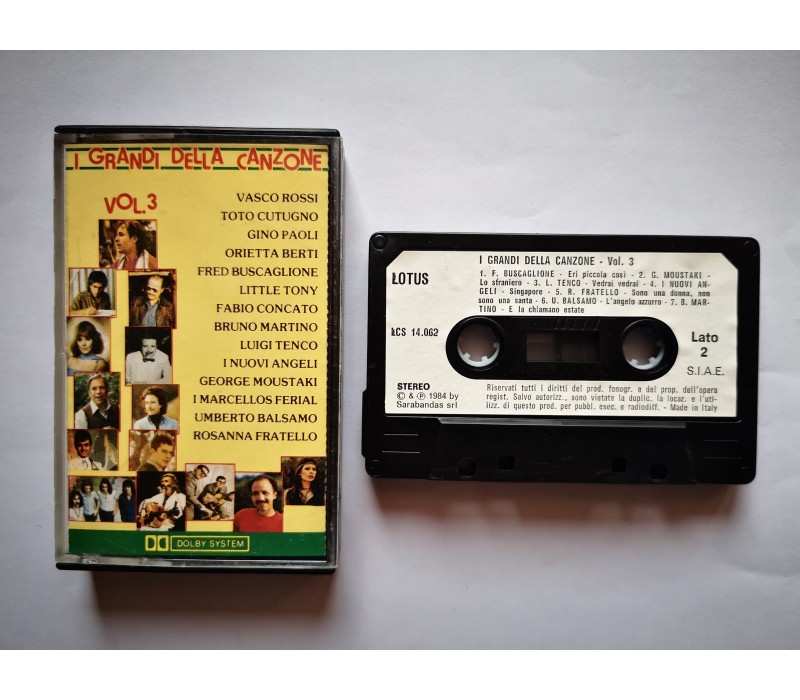 I GRANDI DELLA CANZONE
VOL.3
VASCO ROSSI
TOTO CUTUGNO
GINO PAOLI
ORIETTA BERTI
FRED BUSCAGLIONE
LITTLE TONY
FABIO CONCATO
BRUNO MARTINO
LUIGI TENCO
I NUOVI ANGELI
GEORGE MOUSTAKI
I MARCELLOS FERIAL
UMBERTO BALSAMO
ROSANNA FRATELLO
DOLBY SYSTEM
LOTUS
I GRANDI DELLA CANZONE - Vol. 3
1. F. BUSCAGLIONE - Eri piccola così - 2. G. MOUSTAKI -
Lo straniero - 3. L. TENCO - Vedrai vedrai - 4. I NUOVI AN-
GELI - Singapore - 5. R. FRATELLO - Sono una donna, non
sono una santa - 6. U. BALSAMO - L'angelo azzurro - 7. B. MAR-
TINO - E la chiamano estate
LCS 14.062
Lato
2
S.I.A.E.
STEREO
© & ℗ 1984 by
Sarabandas srl
Riservati tutti i diritti del prod. fonogr. e del prop. dell'opera
regist. Salvo autorizz., sono vietate la duplic. la locaz. e l'uti-
lizz. di questo prod. per pubbl. esec. e radiodiff. - Made in Italy